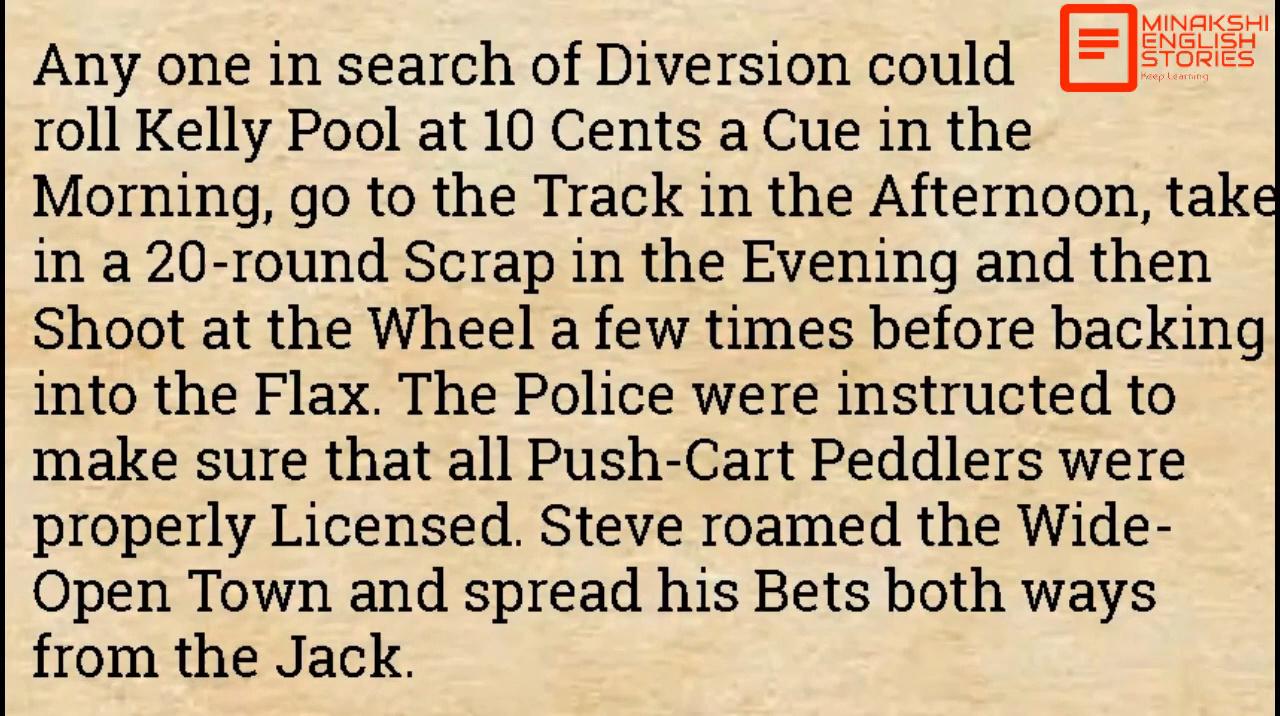 MINAKSHI
ENGLISH
STORIES
Keep Learning
Any one in search of Diversion could
roll Kelly Pool at 10 Cents a Cue in the
Morning, go to the Track in the Afternoon, take
in a 20-round Scrap in the Evening and then
Shoot at the Wheel a few times before backing
into the Flax. The Police were instructed to
make sure that all Push-Cart Peddlers were
properly Licensed. Steve roamed the Wide-
Open Town and spread his Bets both ways
from the Jack.